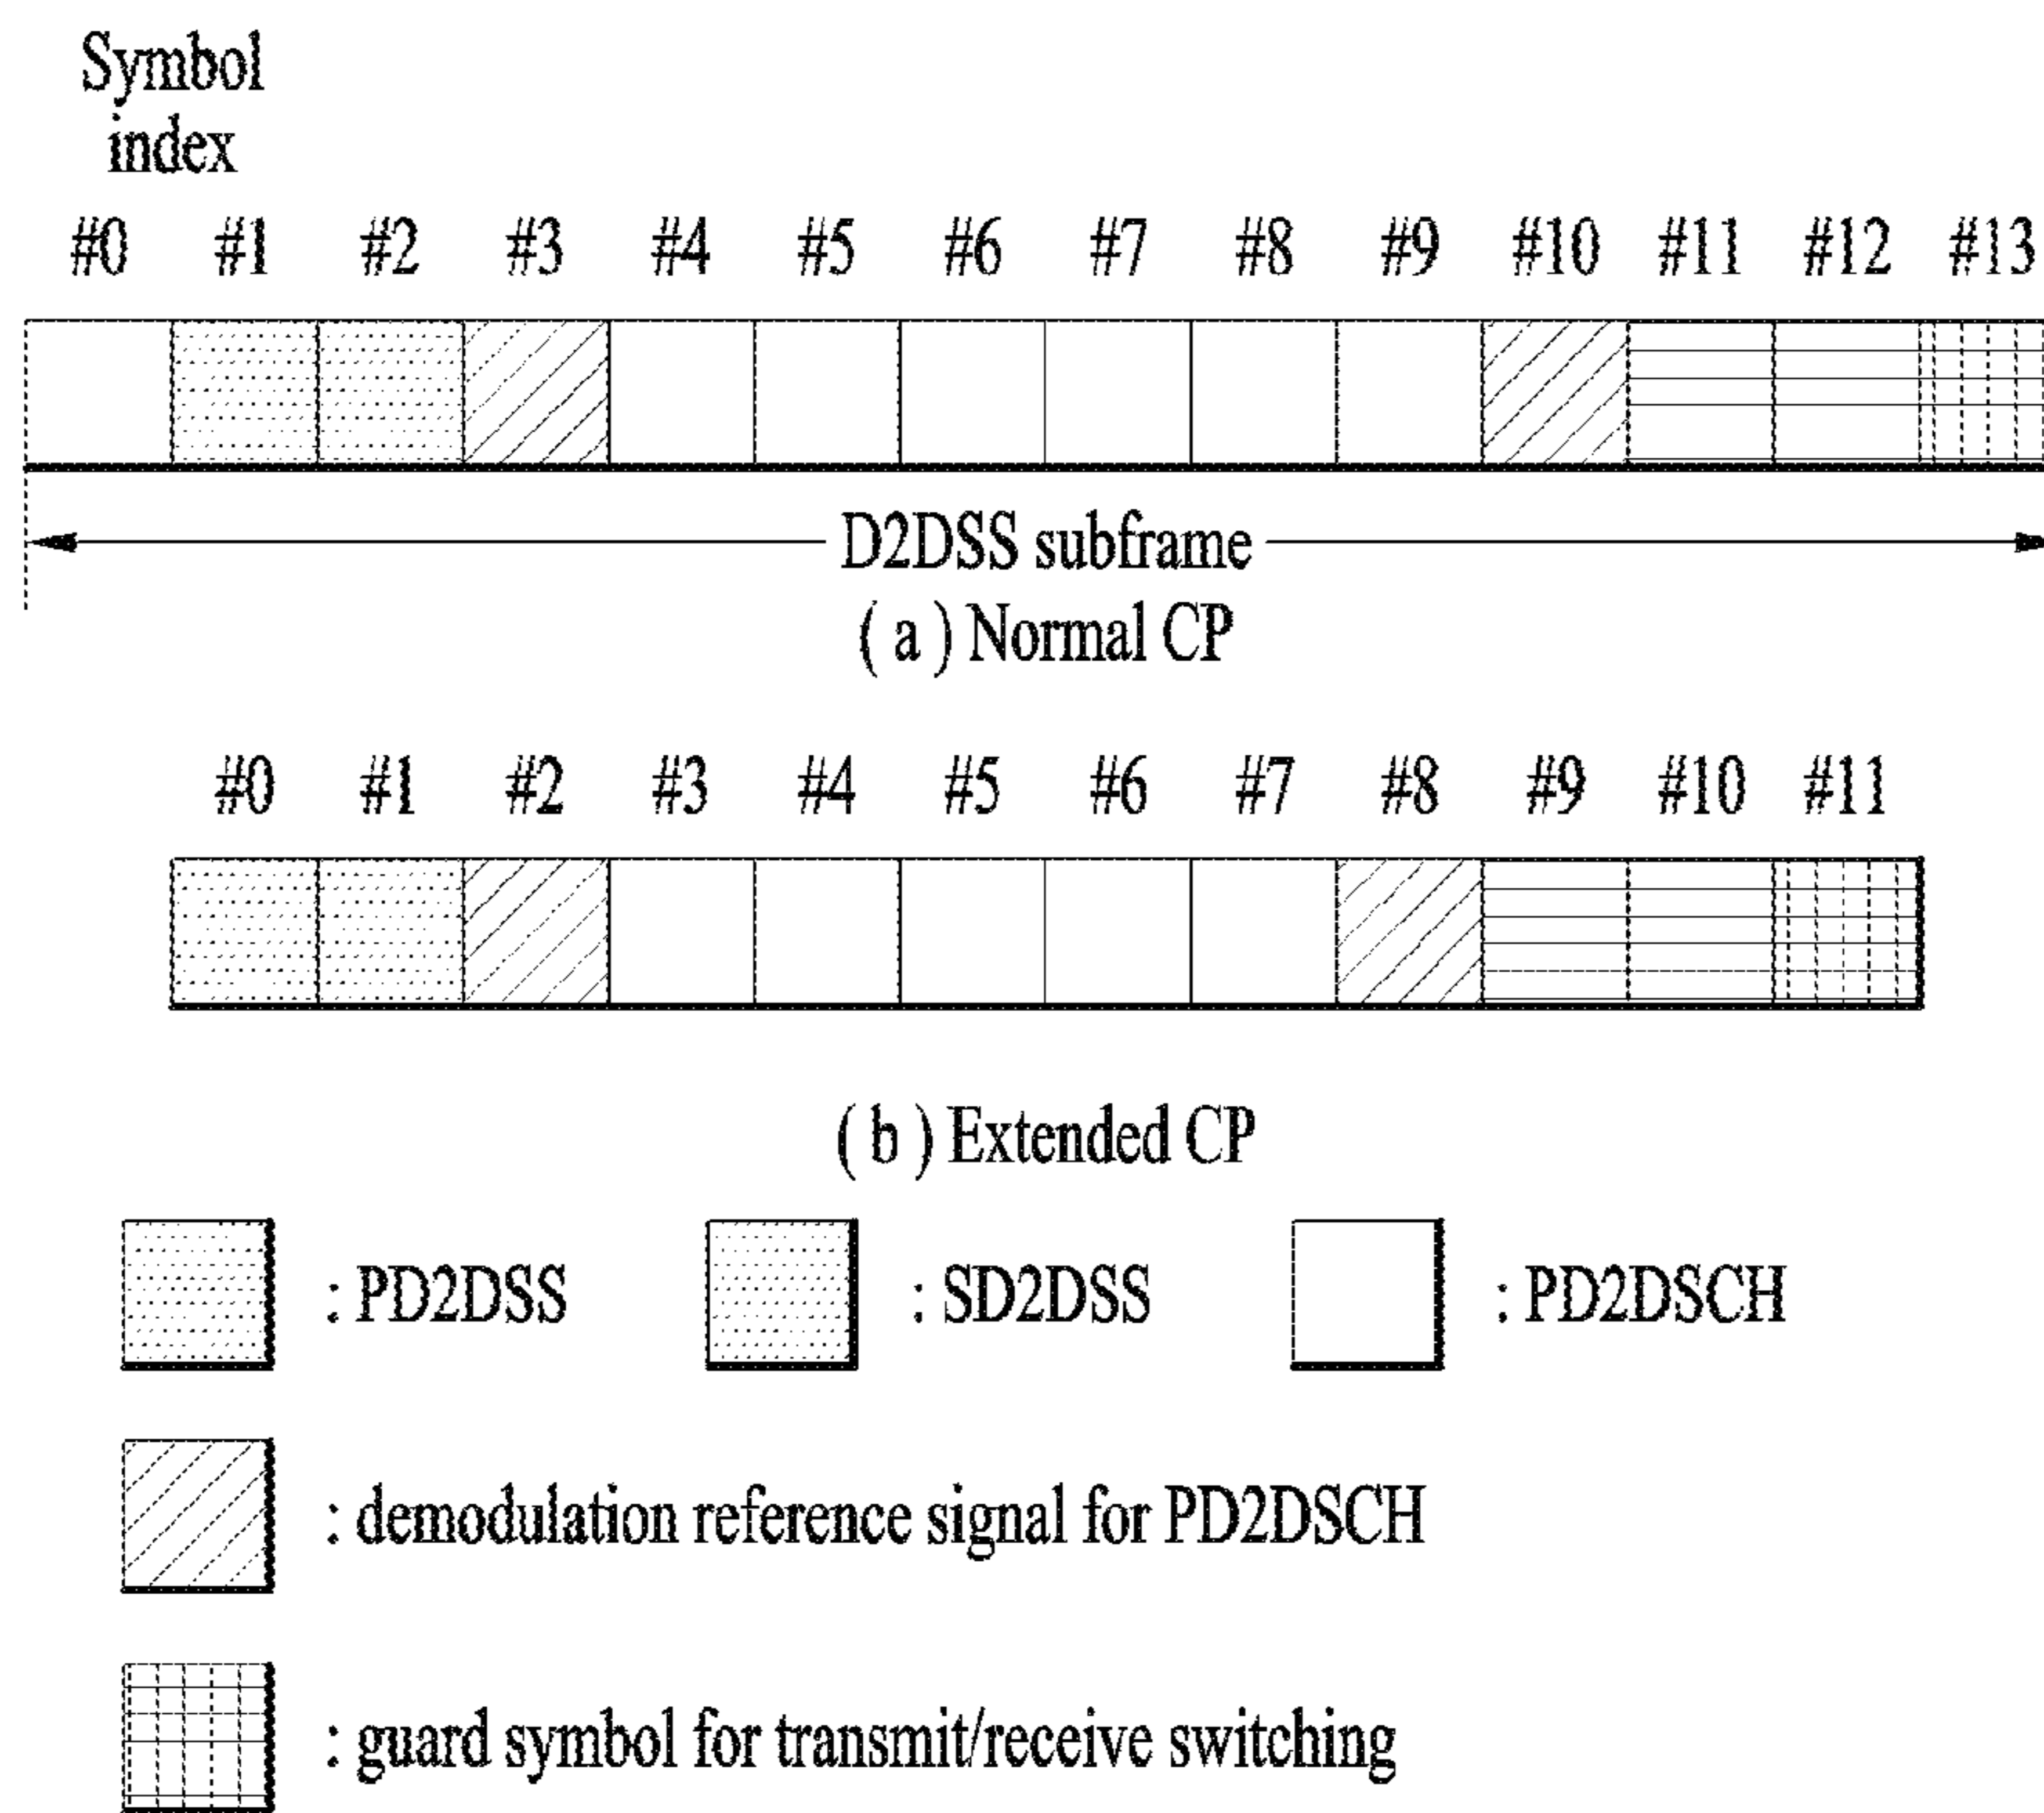 Symbol
index
#0 #1 #2 #3 #4 #5 #6 #7 #8 #9 #10 #11 #12 #13
D2DSS subframe
( a ) Normal CP
#0 #1 #2 #3 #4 #5 #6 #7 #8 #9 #10 #11
( b ) Extended CP
: PD2DSS : SD2DSS : PD2DSCH
: demodulation reference signal for PD2DSCH
: guard symbol for transmit/receive switching